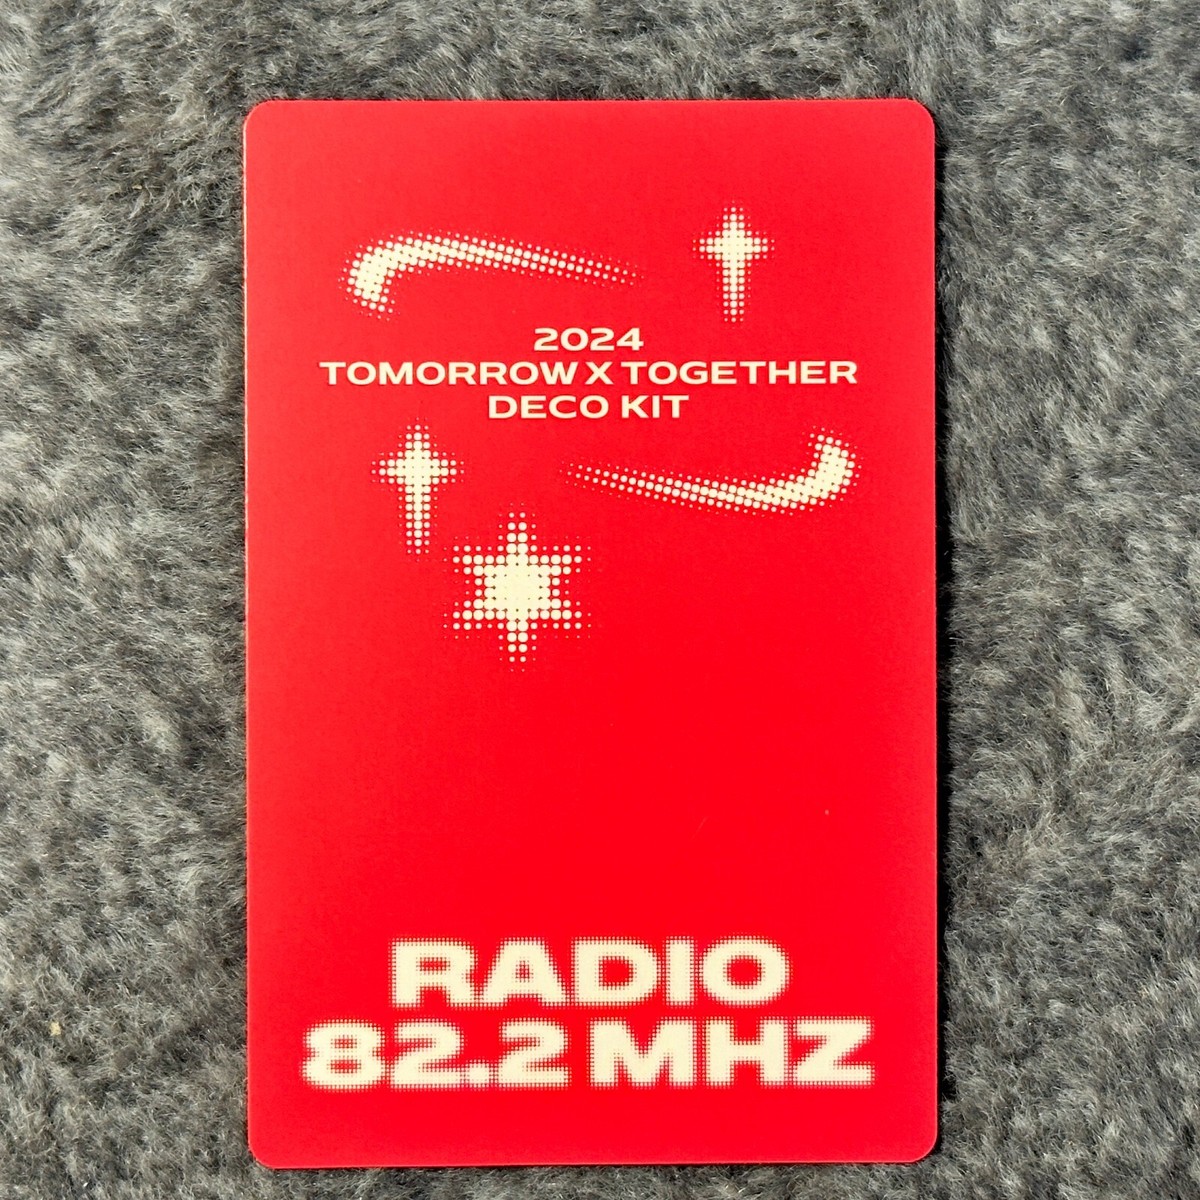 2024
TOMORROW X TOGETHER
DECO KIT
RADIO
82.2 MHZ